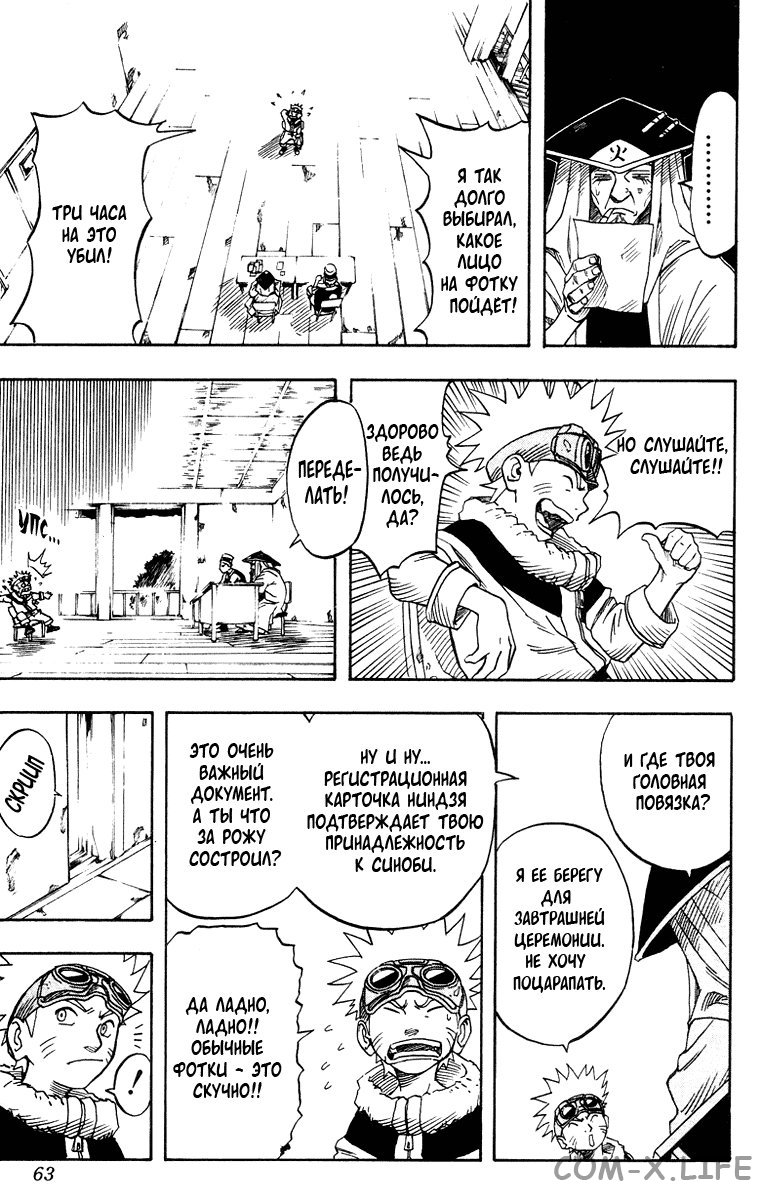 .........
火
Я ТАК
ДОЛГО
ВЫБИРАЛ,
КАКОЕ
ЛИЦО
НА ФОТКУ
ПОЙДЁТ!
ТРИ ЧАСА
НА ЭТО
УБИЛ!
НО СЛУШАЙТЕ,
СЛУШАЙТЕ!!
ЗДОРОВО
ВЕДЬ
ПОЛУЧИ-
ЛОСЬ,
ДА?
ПЕРЕДЕ-
ЛАТЬ!
УПС...
И ГДЕ ТВОЯ
ГОЛОВНАЯ
ПОВЯЗКА?
Я ЕЕ БЕРЕГУ
ДЛЯ
ЗАВТРАШНЕЙ
ЦЕРЕМОНИИ.
НЕ ХОЧУ
ПОЦАРАПАТЬ.
НУ И НУ...
РЕГИСТРАЦИОННАЯ
КАРТОЧКА НИНДЗЯ
ПОДТВЕРЖДАЕТ ТВОЮ
ПРИНАДЛЕЖНОСТЬ
К СИНОБИ.
ЭТО ОЧЕНЬ
ВАЖНЫЙ
ДОКУМЕНТ.
А ТЫ ЧТО
ЗА РОЖУ
СОСТРОИЛ?
ДА ЛАДНО,
ЛАДНО!!
ОБЫЧНЫЕ
ФОТКИ - ЭТО
СКУЧНО!!
СКРИИП
!
63
COM-X.LIFE